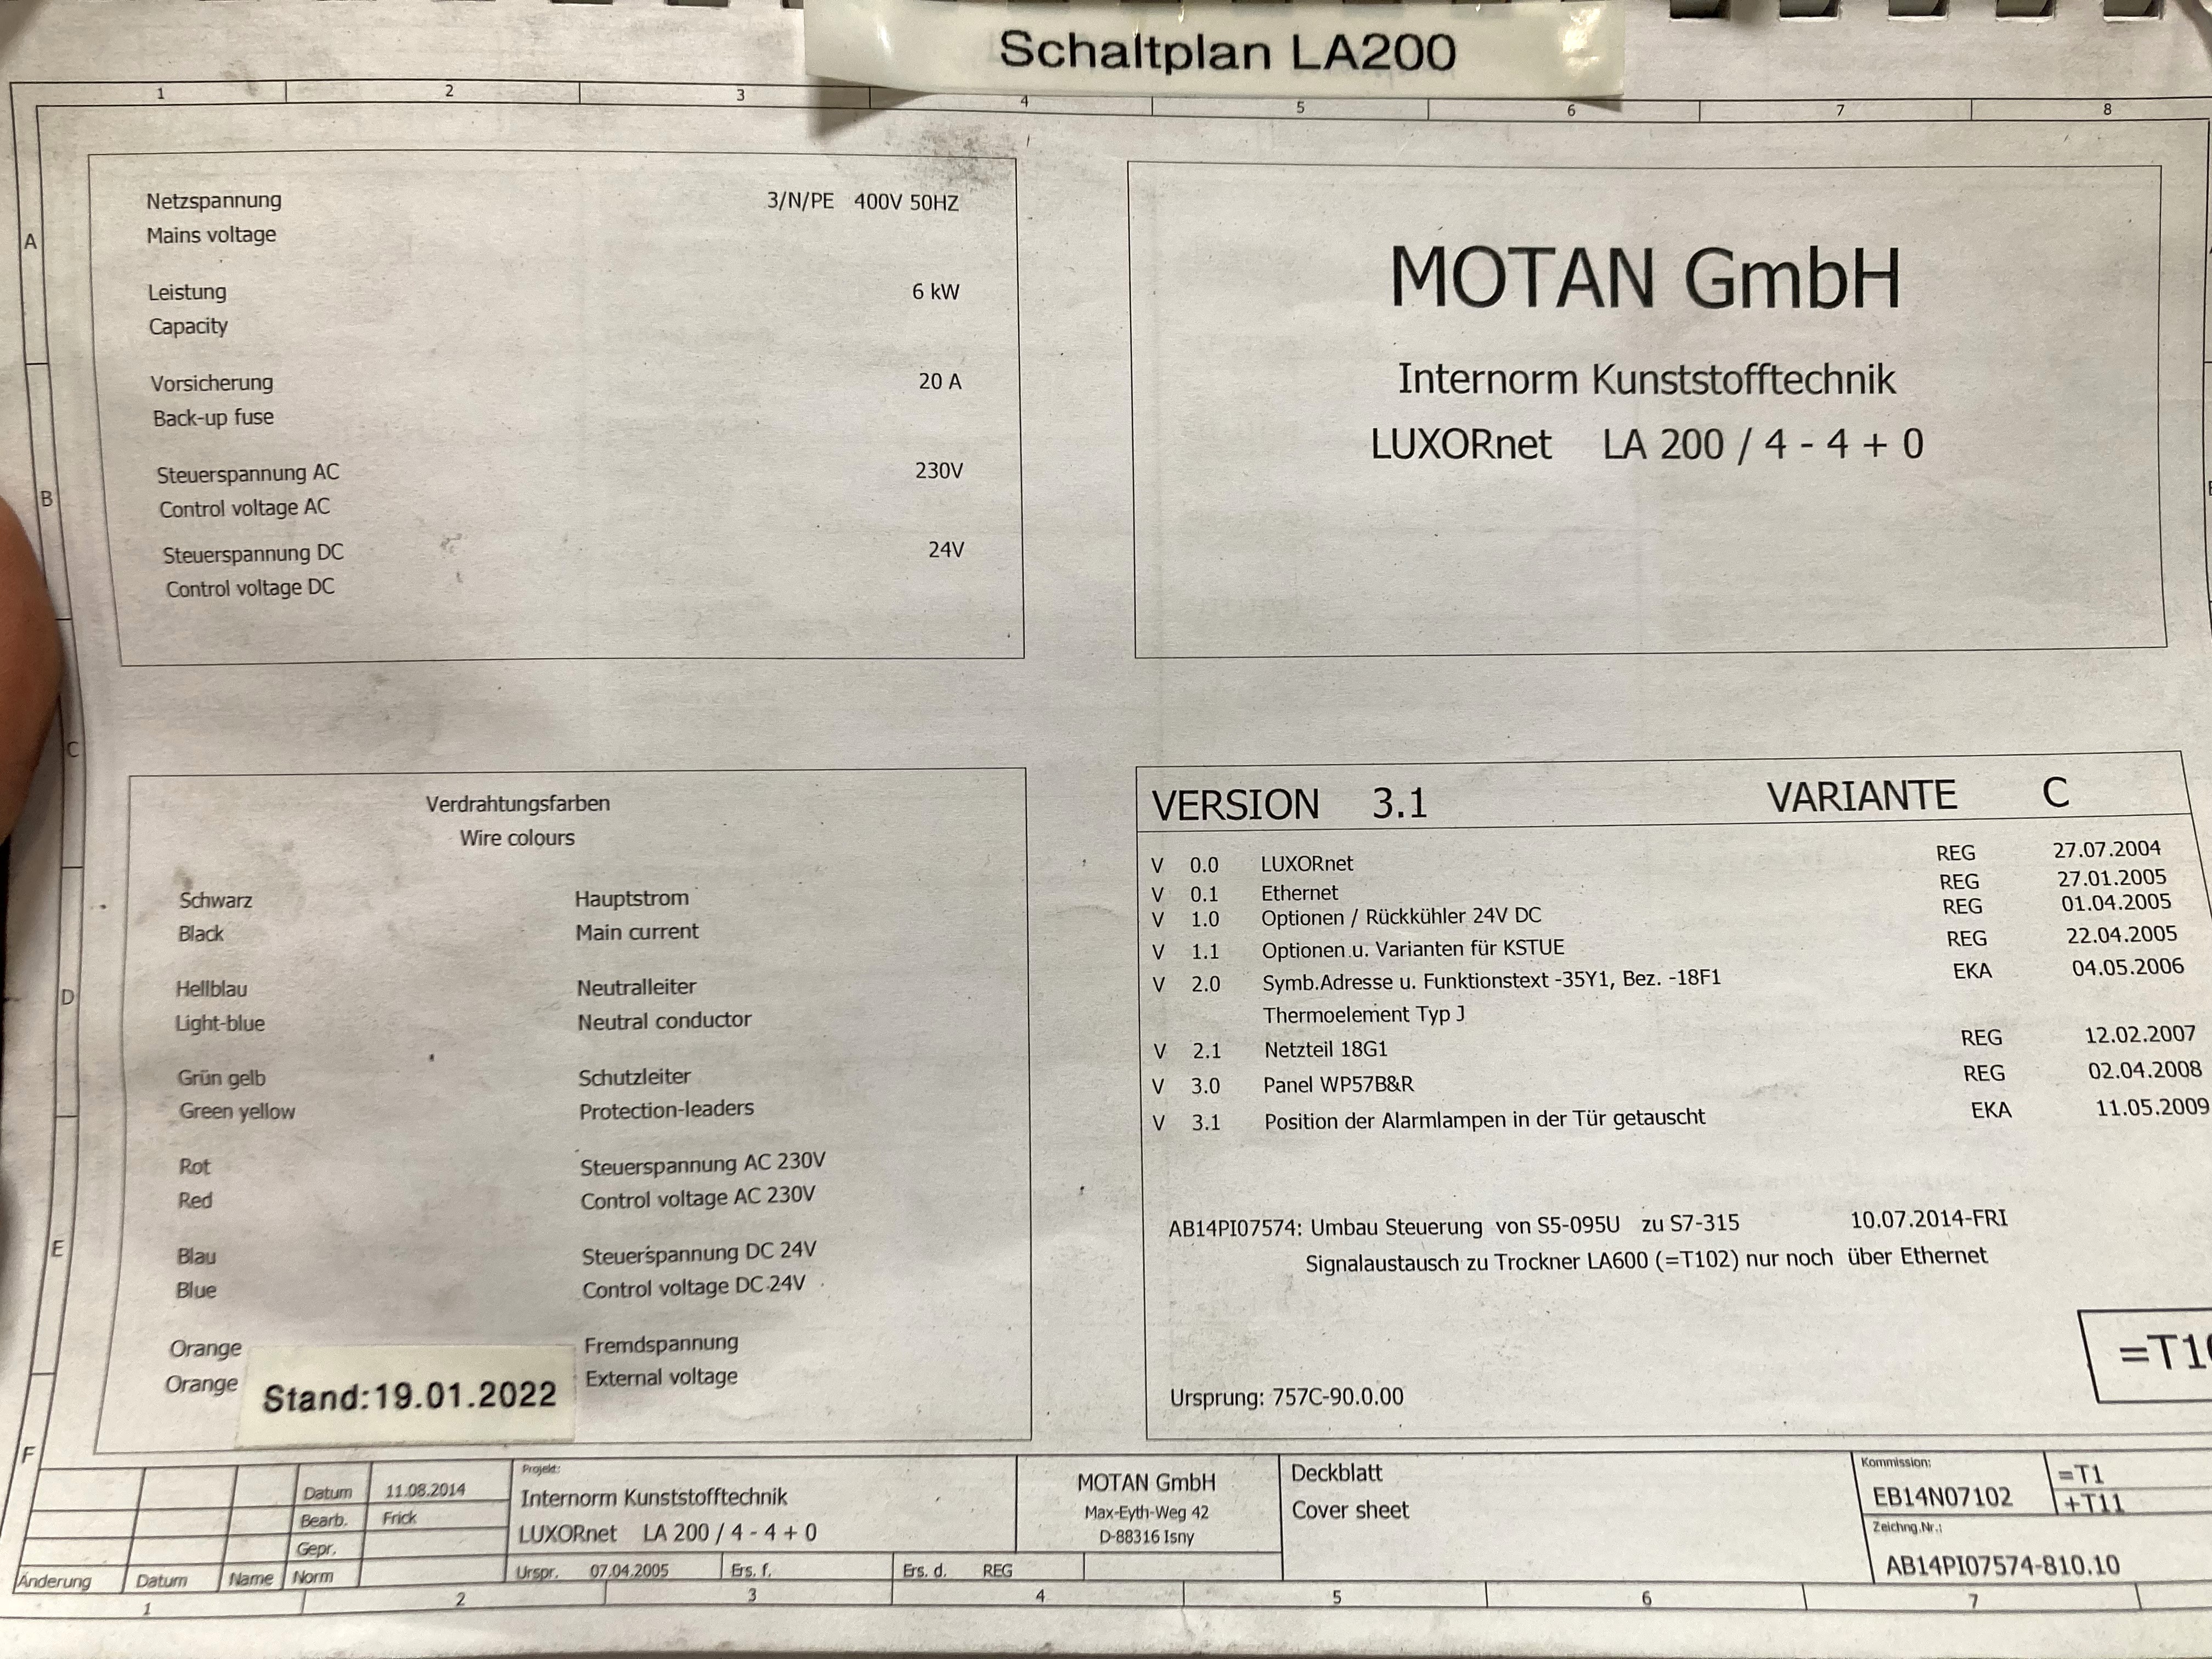 Schaltplan LA200
1 2 3 4 5 6 7 8
Netzspannung 3/N/PE 400V 50HZ
Mains voltage
Leistung 6 kW
Capacity
Vorsicherung 20 A
Back-up fuse
Steuerspannung AC 230V
Control voltage AC
Steuerspannung DC 24V
Control voltage DC
MOTAN GmbH
Internorm Kunststofftechnik
LUXORnet LA 200 / 4 - 4 + 0
A
B
C
D
E
F
Verdrahtungsfarben
Wire colours
Schwarz Hauptstrom
Black Main current
Hellblau Neutralleiter
Light-blue Neutral conductor
Grün gelb Schutzleiter
Green yellow Protection-leaders
Rot Steuerspannung AC 230V
Red Control voltage AC 230V
Blau Steuerspannung DC 24V
Blue Control voltage DC 24V
Orange Fremdspannung
Orange External voltage
Stand:19.01.2022
VERSION 3.1 VARIANTE C
V 0.0 LUXORnet REG 27.07.2004
V 0.1 Ethernet REG 27.01.2005
V 1.0 Optionen / Rückkühler 24V DC REG 01.04.2005
V 1.1 Optionen u. Varianten für KSTUE REG 22.04.2005
V 2.0 Symb.Adresse u. Funktionstext -35Y1, Bez. -18F1 EKA 04.05.2006
Thermoelement Typ J
V 2.1 Netzteil 18G1 REG 12.02.2007
V 3.0 Panel WP57B&R REG 02.04.2008
V 3.1 Position der Alarmlampen in der Tür getauscht EKA 11.05.2009
AB14PI07574: Umbau Steuerung von S5-095U zu S7-315 10.07.2014-FRI
Signalaustausch zu Trockner LA600 (=T102) nur noch über Ethernet
=T10
Ursprung: 757C-90.0.00
Datum 11.08.2014
Bearb. Frick
Gepr.
Änderung Datum Name Norm
Projekt:
Internorm Kunststofftechnik
LUXORnet LA 200 / 4 - 4 + 0
Urspr. 07.04.2005 Ers. f. Ers. d. REG
MOTAN GmbH
Max-Eyth-Weg 42
D-88316 Isny
Deckblatt
Cover sheet
Kommission:
EB14N07102
=T1
+T11
Zeichng.Nr.:
AB14PI07574-810.10
1 2 3 4 5 6 7